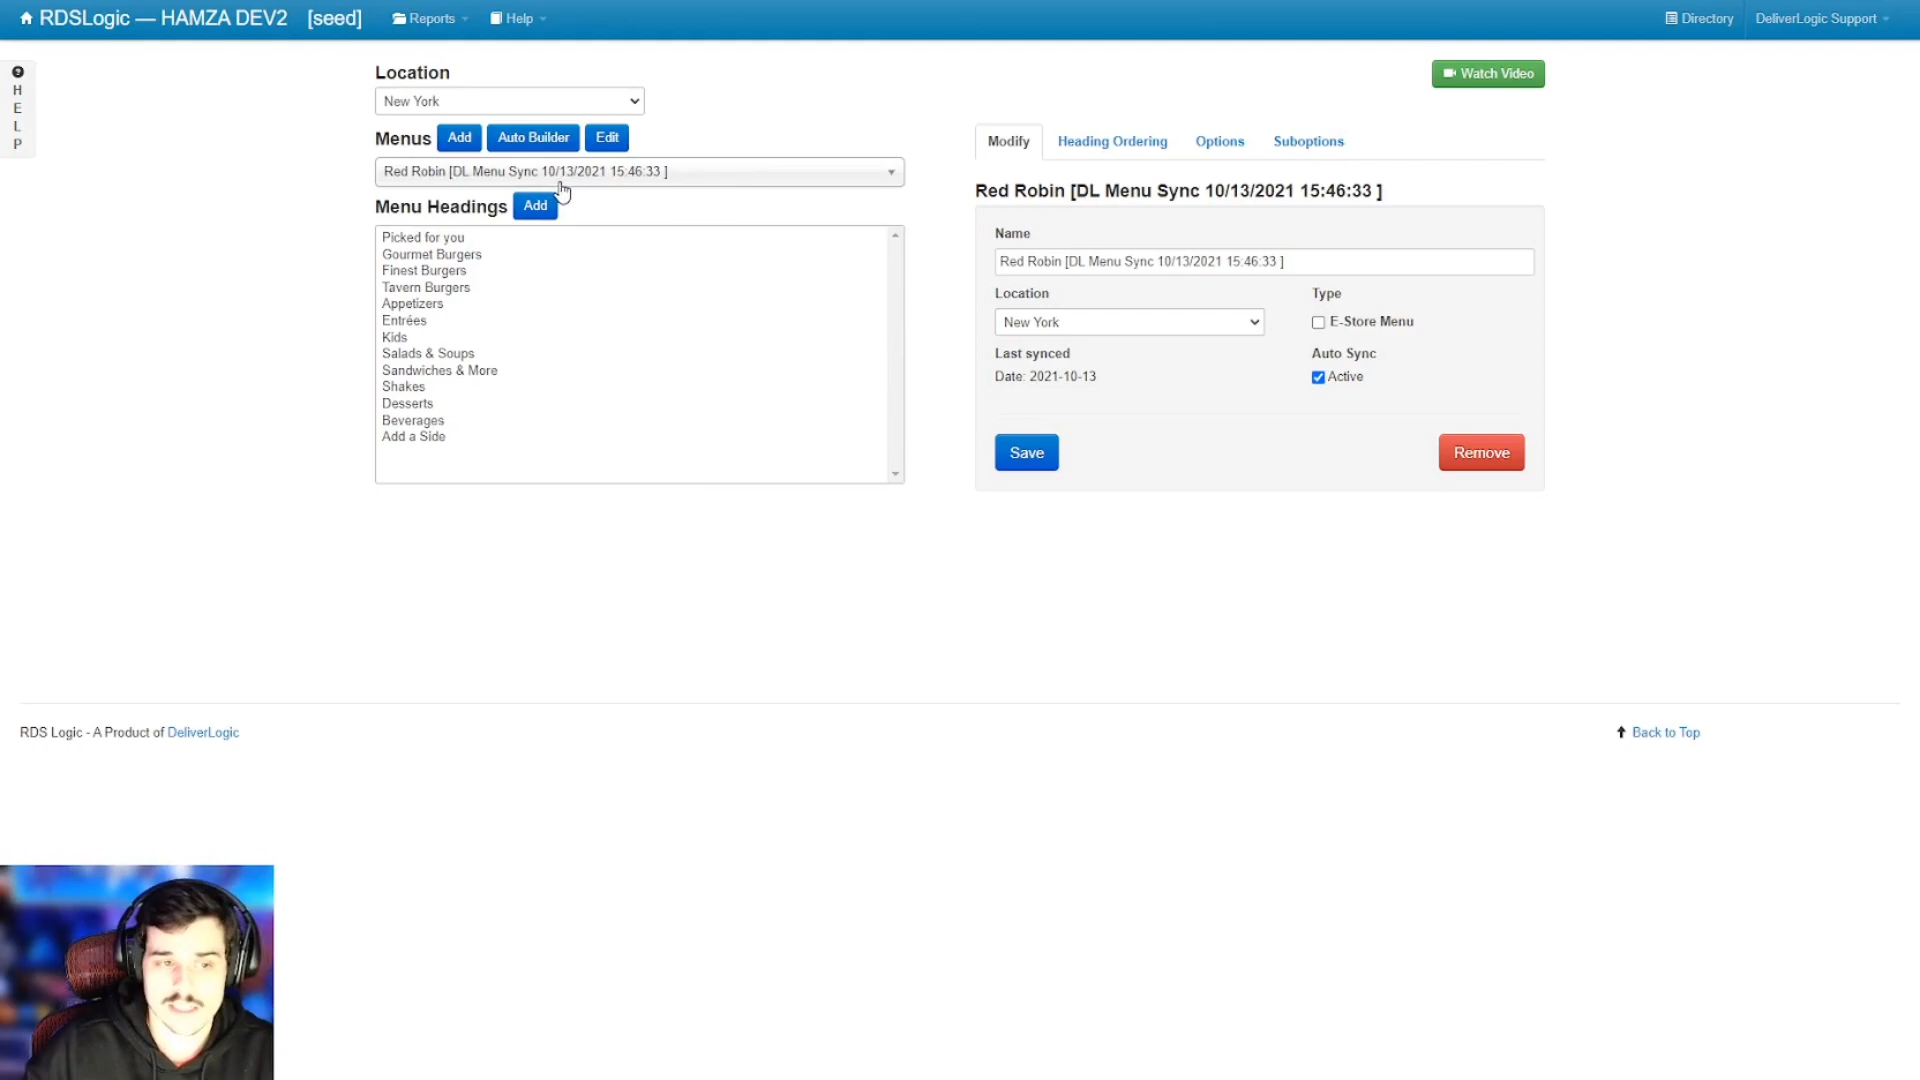 RDSLogic — HAMZA DEV2 [seed] Reports Help Directory DeliverLogic Support
H
E
L
P
Location
New York
Watch Video
Menus Add Auto Builder Edit
Red Robin [DL Menu Sync 10/13/2021 15:46:33 ]
Menu Headings Add
Picked for you
Gourmet Burgers
Finest Burgers
Tavern Burgers
Appetizers
Entrées
Kids
Salads & Soups
Sandwiches & More
Shakes
Desserts
Beverages
Add a Side
Modify Heading Ordering Options Suboptions
Red Robin [DL Menu Sync 10/13/2021 15:46:33 ]
Name
Red Robin [DL Menu Sync 10/13/2021 15:46:33 ]
Location Type
New York E-Store Menu
Last synced Auto Sync
Date: 2021-10-13 Active
Save Remove
RDS Logic - A Product of DeliverLogic Back to Top